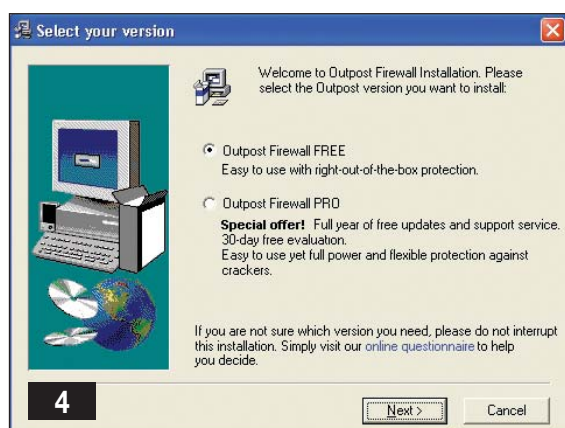 Select your version
Welcome to Outpost Firewall Installation. Please
select the Outpost version you want to install:
Outpost Firewall FREE
Easy to use with right-out-of-the-box protection.
Outpost Firewall PRO
Special offer! Full year of free updates and support service.
30-day free evaluation.
Easy to use yet full power and flexible protection against
crackers.
If you are not sure which version you need, please do not interrupt
this installation. Simply visit our online questionnaire to help
you decide.
4
Next >
Cancel